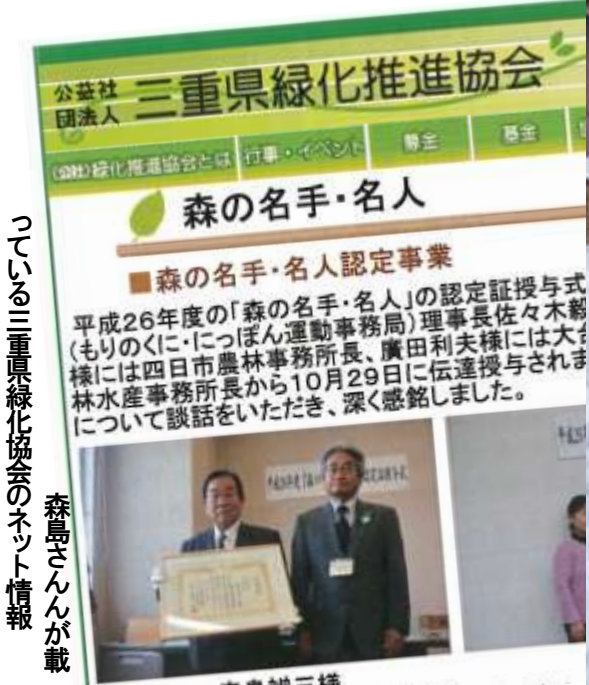 公益社
団法人
三重県緑化推進協会
(公社)緑化推進協会とは 行事・イベント 募金 基金
森の名手・名人
■森の名手・名人認定事業
平成26年度の「森の名手・名人」の認定証授与式
(もりのくに・にっぽん運動事務局)理事長佐々木毅
様には四日市農林事務所長、廣田利夫様には大台
林水産事務所長から10月29日に伝達授与されま
について談話をいただき、深く感銘しました。
森島さんんが載
っている三重県緑化協会のネット情報